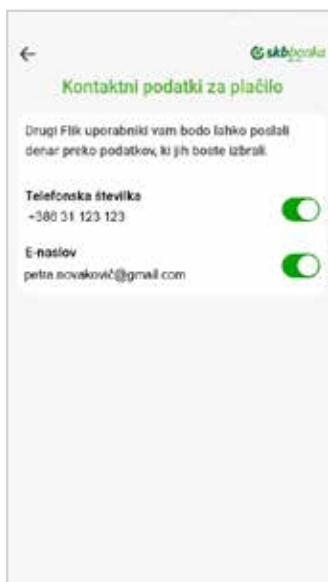 skbbanka
Kontaktni podatki za plačilo
Drugi Flik uporabniki vam bodo lahko poslali
denar preko podatkov, ki jih boste izbrali.
Telefonska številka
+386 31 123 123
E-naslov
petra.novakovič@gmail.com